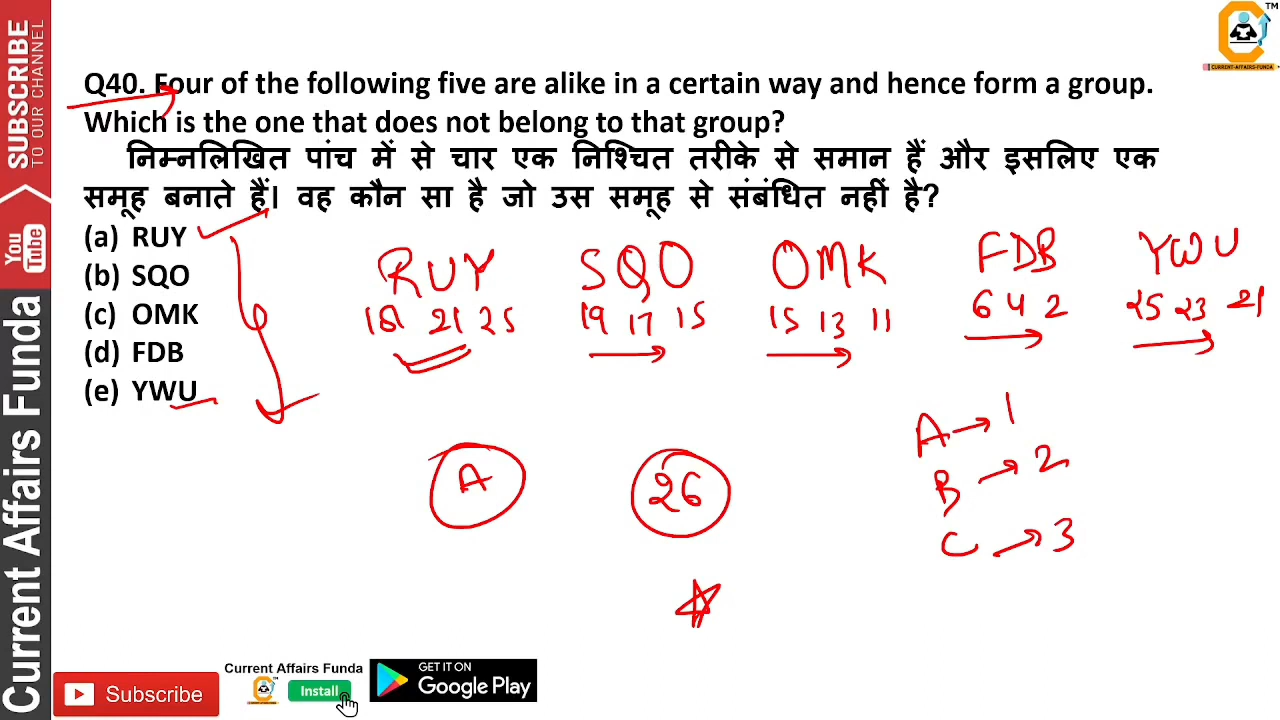 SUBSCRIBE
TO OUR CHANNEL
You Tube
Current Affairs Funda
TM
CURRENT-AFFAIRS-FUNDA
Q40. Four of the following five are alike in a certain way and hence form a group.
Which is the one that does not belong to that group?
निम्नलिखित पांच में से चार एक निश्चित तरीके से समान हैं और इसलिए एक
समूह बनाते हैं। वह कौन सा है जो उस समूह से संबंधित नहीं है?
(a) RUY
(b) SQO
(c) OMK
(d) FDB
(e) YWU
RUY SQO OMK FDB YWU
18 21 25 19 17 15 15 13 11 6 4 2 25 23 21
A → 1
B → 2
C → 3
A 26
Subscribe
Current Affairs Funda
Install
GET IT ON
Google Play